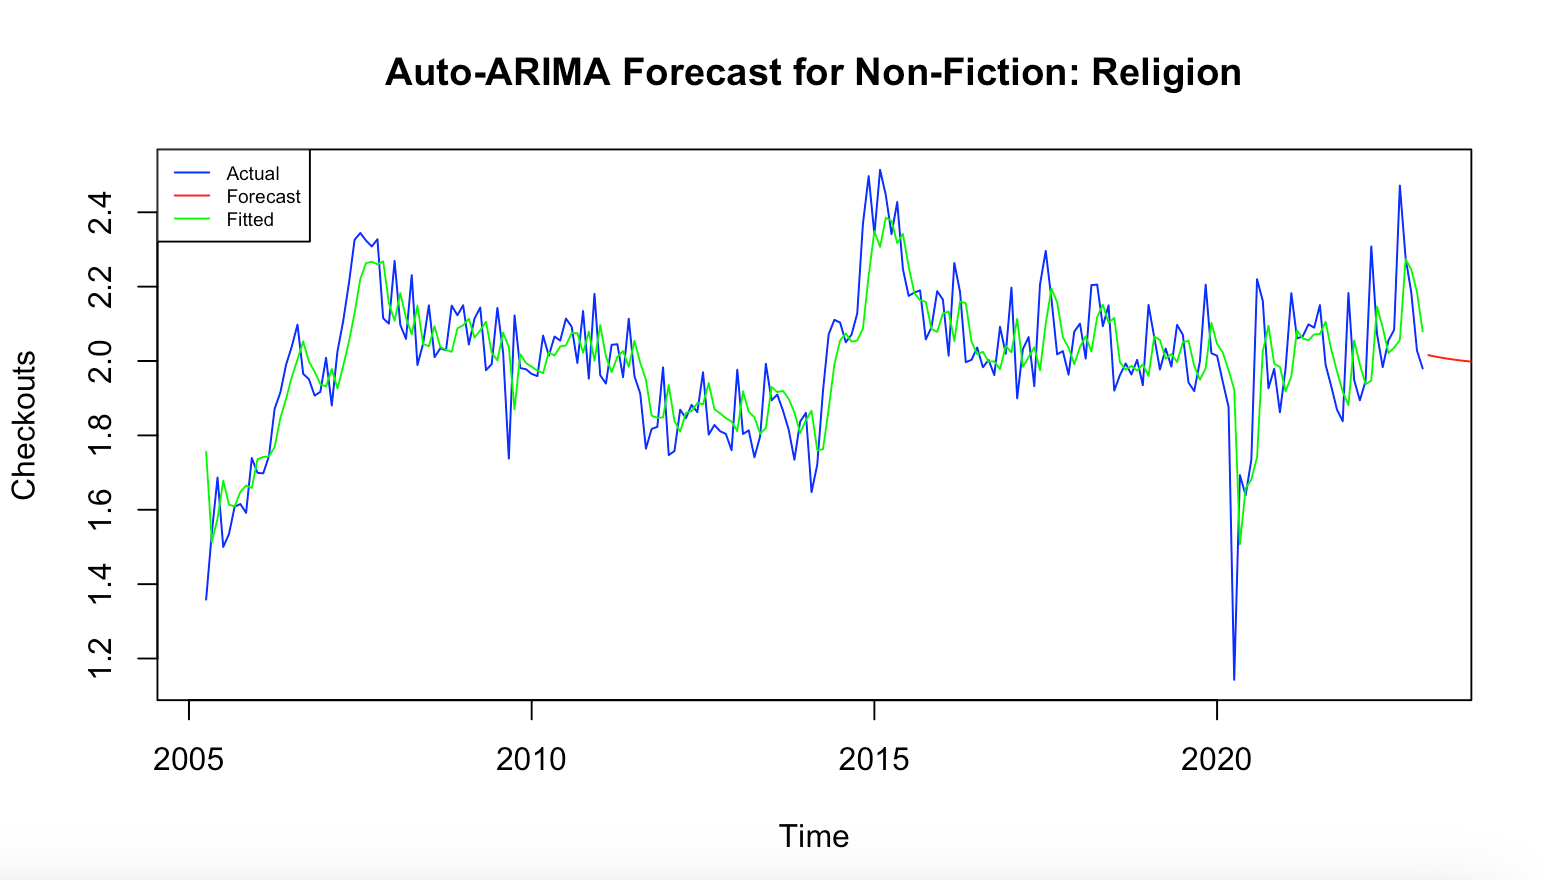 Auto-ARIMA Forecast for Non-Fiction: Religion
Actual
Forecast
Fitted
Checkouts
2.4
2.2
2.0
1.8
1.6
1.4
1.2
2005 2010 2015 2020
Time